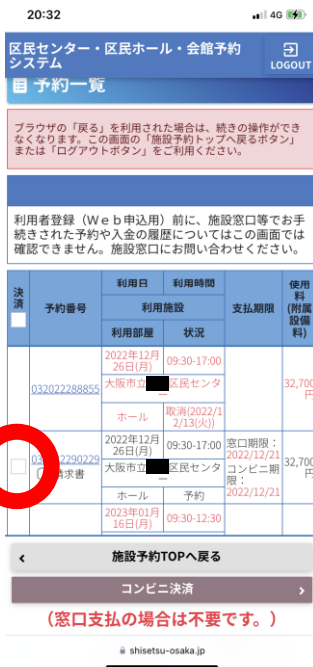 20:32
4G
区民センター・区民ホール・会館予約
システム
LOGOUT
予約一覧
ブラウザの「戻る」を利用された場合は、続きの操作ができ
なくなります。この画面の「施設予約トップへ戻るボタン」
または「ログアウトボタン」をご利用ください。
利用者登録（Ｗｅｂ申込用）前に、施設窓口等でお手
続きされた予約や入金の履歴についてはこの画面では
確認できません。施設窓口にお問い合わせください。
決済
予約番号
利用日 利用時間
利用施設
利用部屋 状況
支払期限
使用料(附属設備料)
2022年12月26日(月) 09:30-17:00
032022288855
大阪市立 区民センター
32,700円
ホール 取消(2022/12/13(火))
2022年12月26日(月) 09:30-17:00
2290229
求書
大阪市立 区民センター
窓口期限：
2022/12/21
コンビニ期限：
2022/12/21
32,700円
ホール 予約
2023年01月16日(月) 09:30-12:30
施設予約TOPへ戻る
コンビニ決済
（窓口支払の場合は不要です。）
shisetsu-osaka.jp